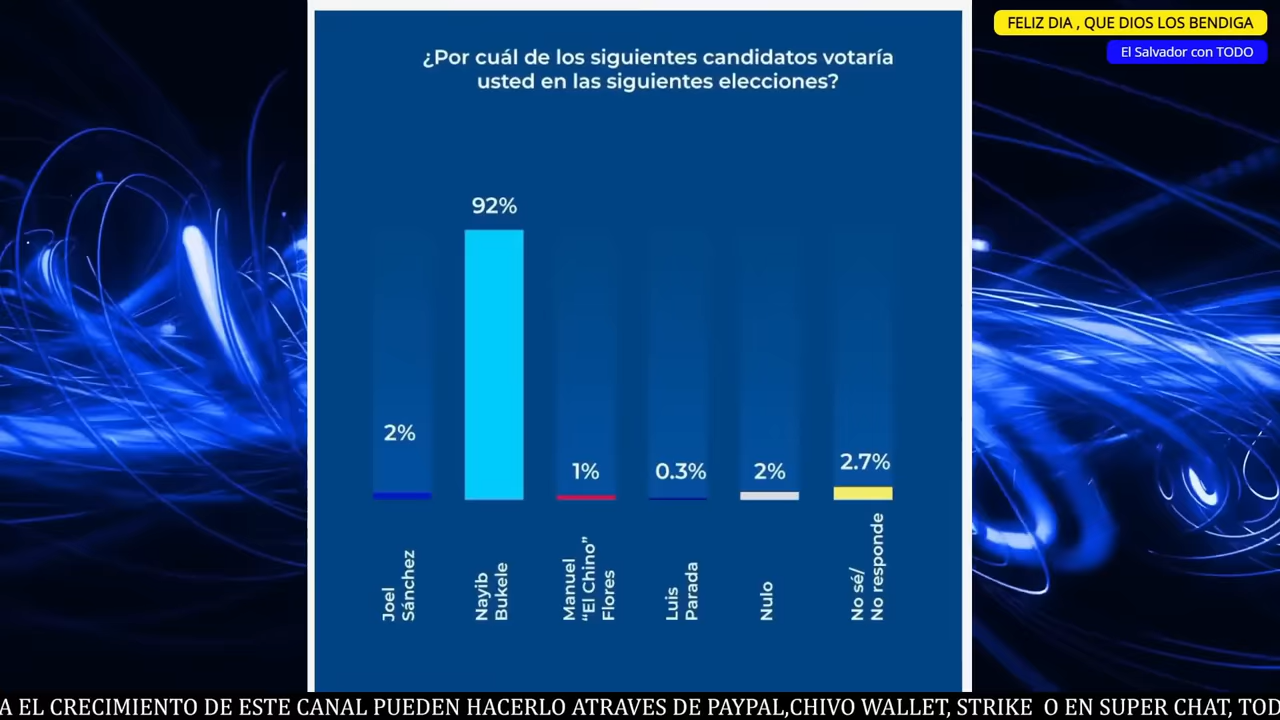 FELIZ DIA , QUE DIOS LOS BENDIGA
El Salvador con TODO
¿Por cuál de los siguientes candidatos votaría
usted en las siguientes elecciones?
2%
92%
1%
0.3%
2%
2.7%
Joel
Sánchez
Nayib
Bukele
Manuel
“El Chino”
Flores
Luis
Parada
Nulo
No sé/
No responde
A EL CRECIMIENTO DE ESTE CANAL PUEDEN HACERLO ATRAVES DE PAYPAL,CHIVO WALLET, STRIKE O EN SUPER CHAT, TOD